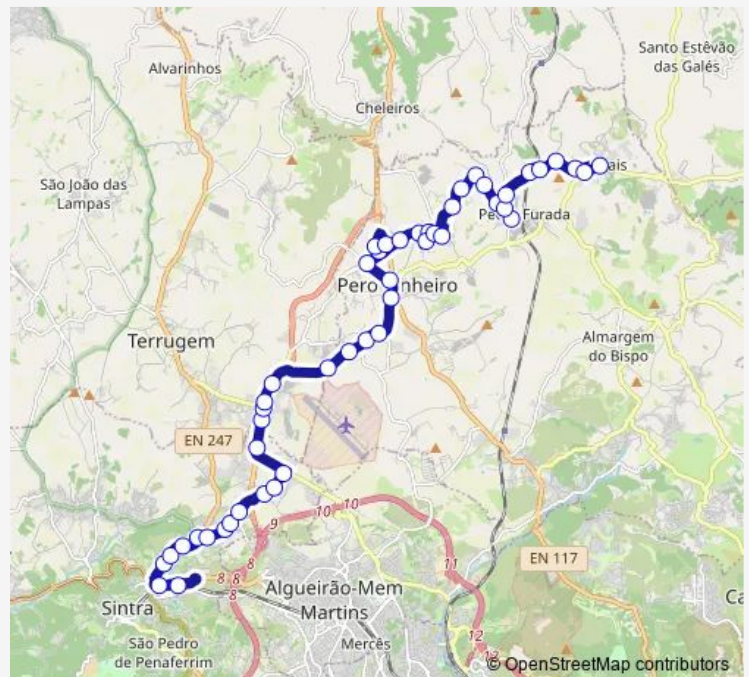 Santo Estêvão
das Galés
Alvarinhos
Cheleiros
São João das
Lampas
ais
Furada
Pero
nheiro
Terrugem
Almargem
do Bispo
EN 247
10
10
9
11
EN 117
8
8
8
8
Algueirão-Mem
Martins
Sintra
São Pedro
de Penaferrim
Mercês
12
© OpenStreetMap contributors